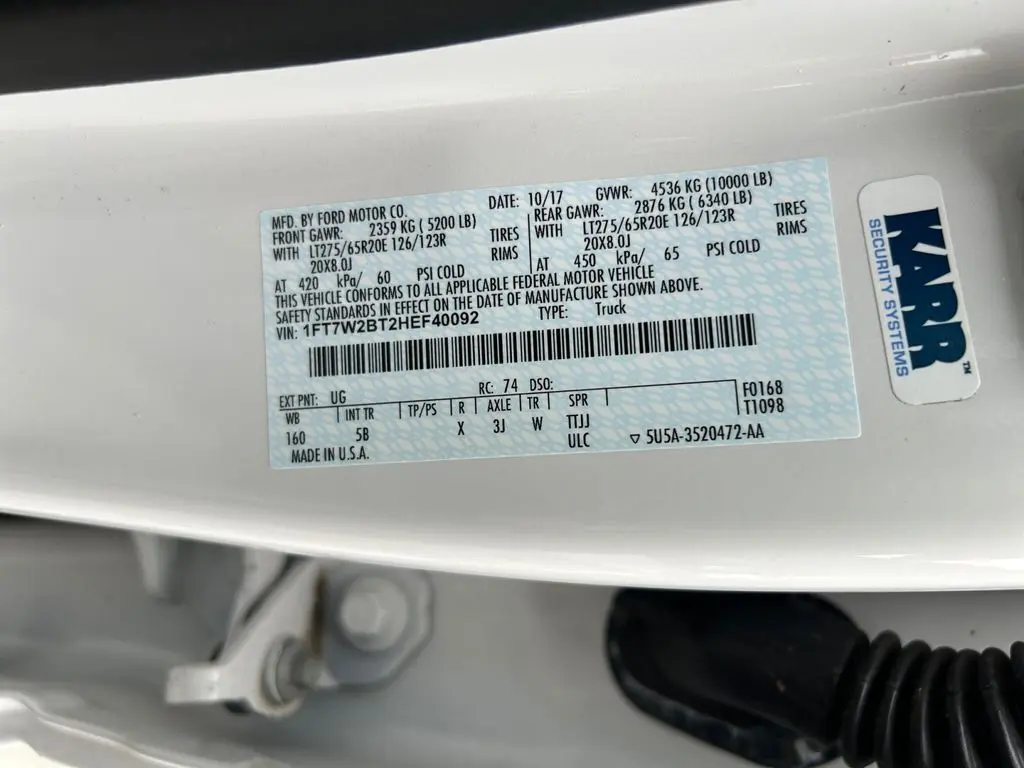 MFD. BY FORD MOTOR CO.
DATE: 10/17
GVWR: 4536 KG (10000 LB)
FRONT GAWR: 2359 KG ( 5200 LB)
WITH LT275/65R20E 126/123R TIRES
20X8.0J RIMS
AT 420 kPa/ 60 PSI COLD
REAR GAWR: 2876 KG ( 6340 LB)
WITH LT275/65R20E 126/123R TIRES
20X8.0J RIMS
AT 450 kPa/ 65 PSI COLD
THIS VEHICLE CONFORMS TO ALL APPLICABLE FEDERAL MOTOR VEHICLE
SAFETY STANDARDS IN EFFECT ON THE DATE OF MANUFACTURE SHOWN ABOVE.
VIN: 1FT7W2BT2HEF40092
TYPE: Truck
EXT PNT: UG
RC: 74 DSO:
F0168
T1098
WB INT TR TP/PS R AXLE TR SPR
160 5B X 3J W TTJJ
ULC
MADE IN U.S.A.
▽ 5U5A-3520472-AA
KARR™
SECURITY SYSTEMS